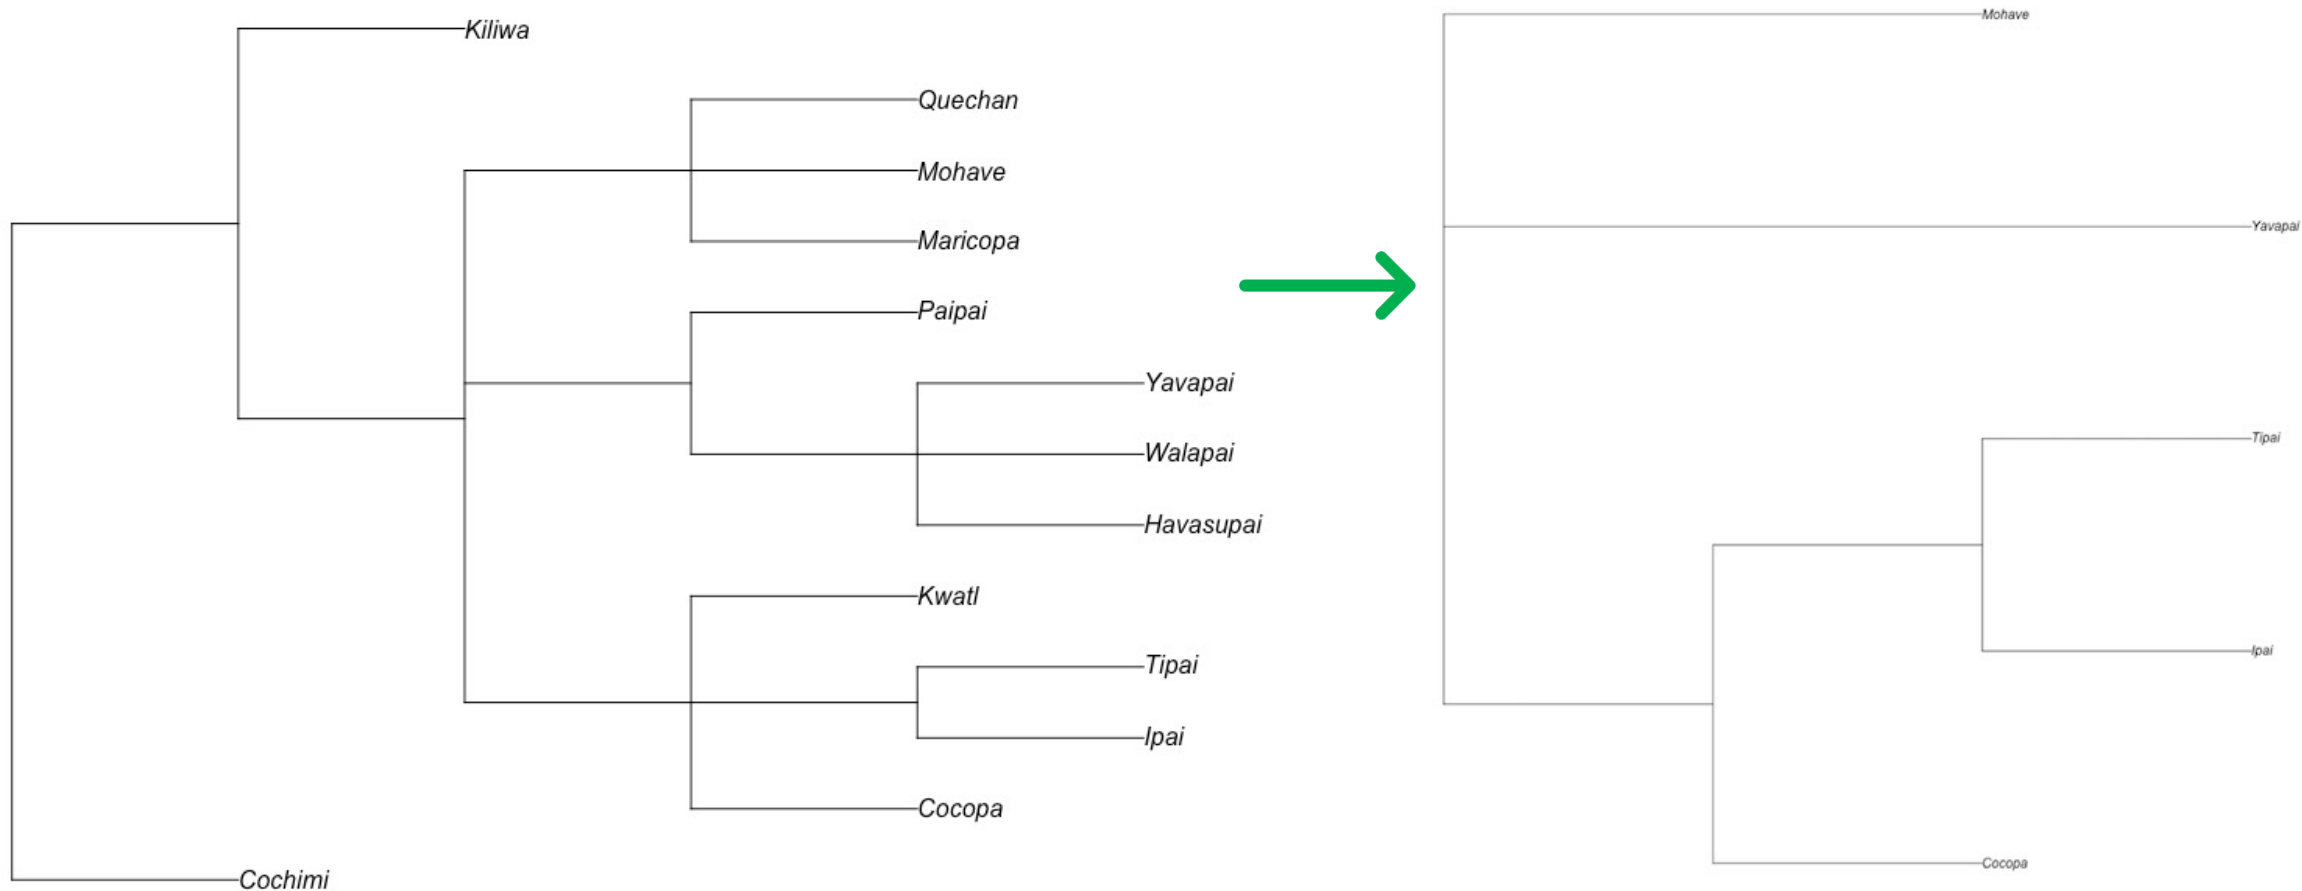 Kiliwa
Quechan
Mohave
Maricopa
Paipai
Yavapai
Walapai
Havasupai
Kwatl
Tipai
Ipai
Cocopa
Cochimi
Mohave
Yavapai
Tipai
Ipai
Cocopa